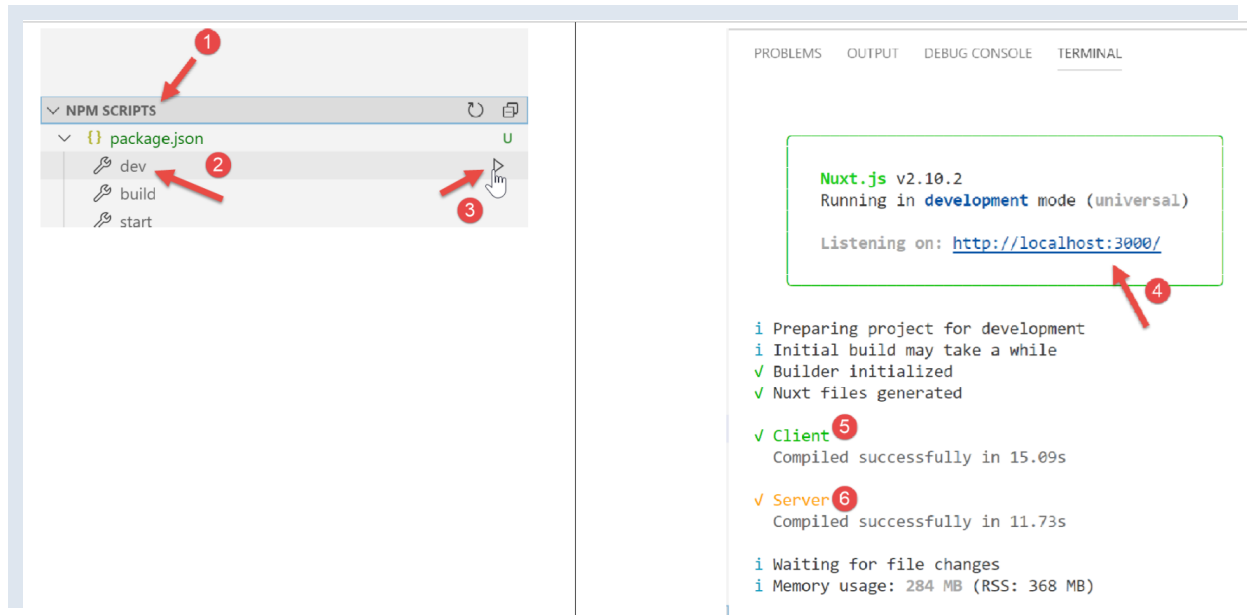 1
NPM SCRIPTS
{} package.json U
dev
2
build
3
start
PROBLEMS OUTPUT DEBUG CONSOLE TERMINAL
Nuxt.js v2.10.2
Running in development mode (universal)
Listening on: http://localhost:3000/
4
i Preparing project for development
i Initial build may take a while
√ Builder initialized
√ Nuxt files generated
√ Client 5
Compiled successfully in 15.09s
√ Server 6
Compiled successfully in 11.73s
i Waiting for file changes
i Memory usage: 284 MB (RSS: 368 MB)